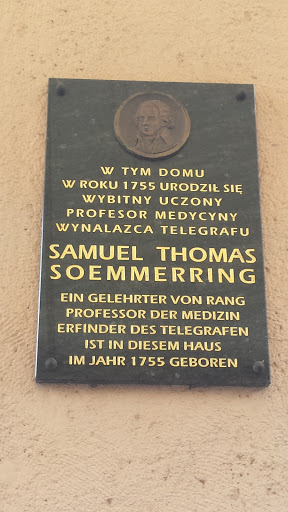 W TYM DOMU
W ROKU 1755 URODZIŁ SIĘ
WYBITNY UCZONY
PROFESOR MEDYCYNY
WYNALAZCA TELEGRAFU
SAMUEL THOMAS
SOEMMERRING
EIN GELEHRTER VON RANG
PROFESSOR DER MEDIZIN
ERFINDER DES TELEGRAFEN
IST IN DIESEM HAUS
IM JAHR 1755 GEBOREN